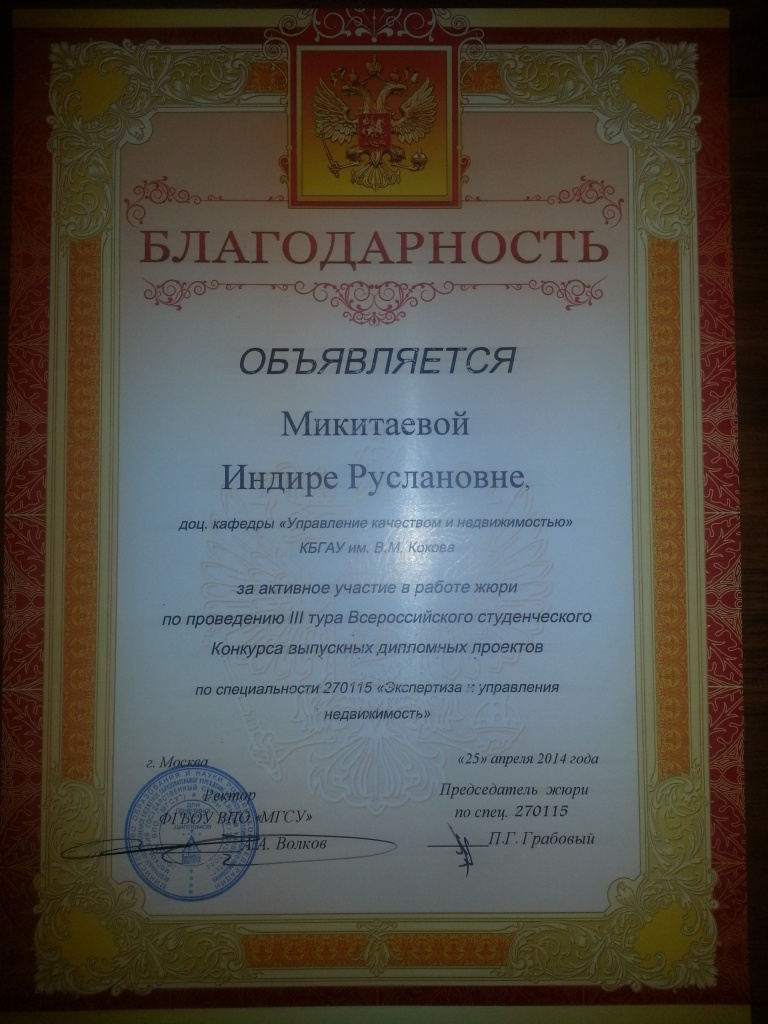 БЛАГОДАРНОСТЬ
ОБЪЯВЛЯЕТСЯ
Микитаевой
Индире Руслановне,
доц. кафедры «Управление качеством и недвижимостью»
КБГАУ им. В.М. Кокова
за активное участие в работе жюри
по проведению III тура Всероссийского студенческого
Конкурса выпускных дипломных проектов
по специальности 270115 «Экспертиза и управления
недвижимость»
г. Москва
«25» апреля 2014 года
Ректор
ФГБОУ ВПО «МГСУ»
А.А. Волков
Председатель жюри
по спец. 270115
П.Г. Грабовый